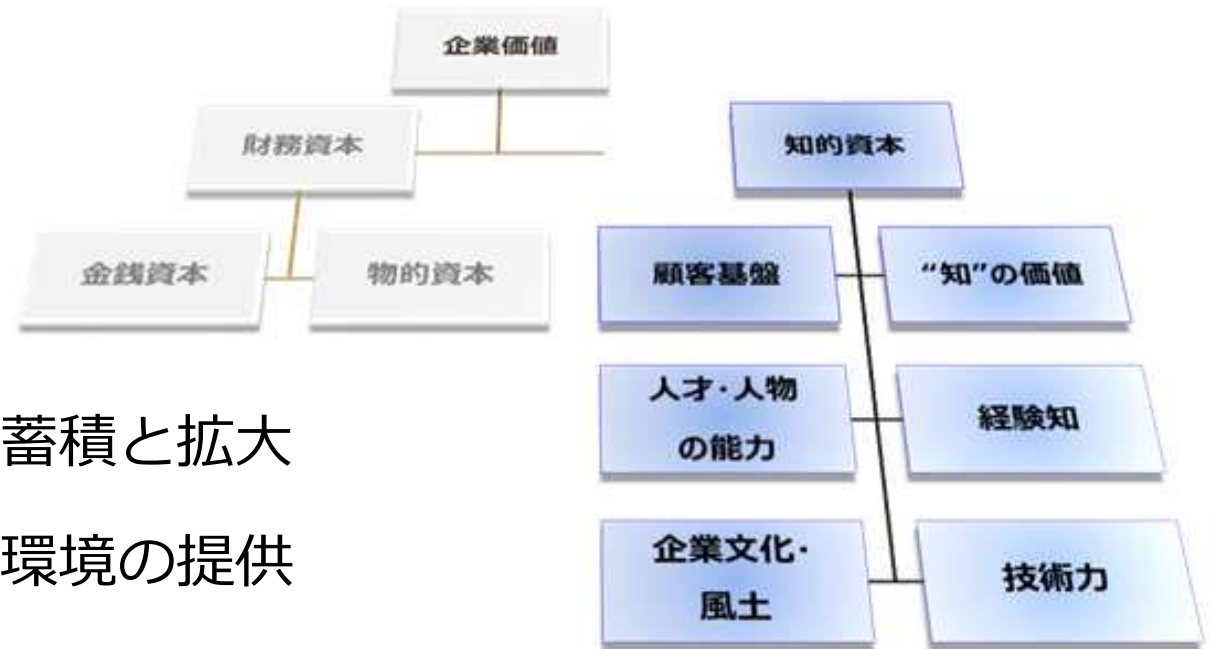 企業価値
財務資本
知的資本
金銭資本
物的資本
顧客基盤
“知”の価値
人才・人物
の能力
経験知
企業文化・
風土
技術力
蓄積と拡大
環境の提供